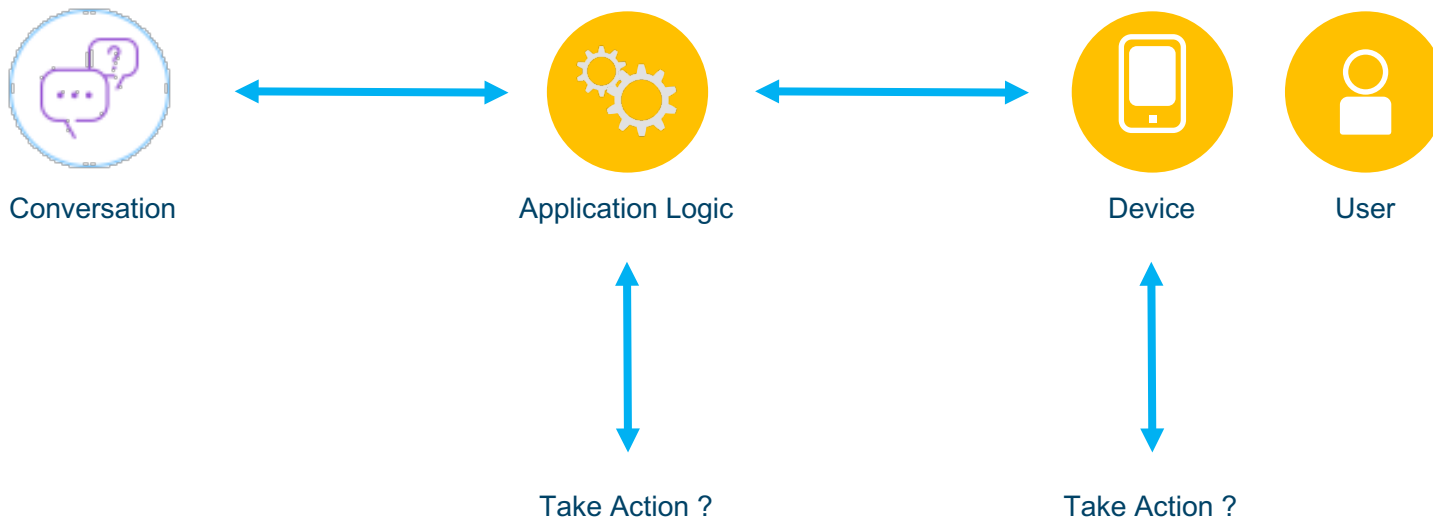 ?
Conversation
Application Logic
Device
User
Take Action ?
Take Action ?